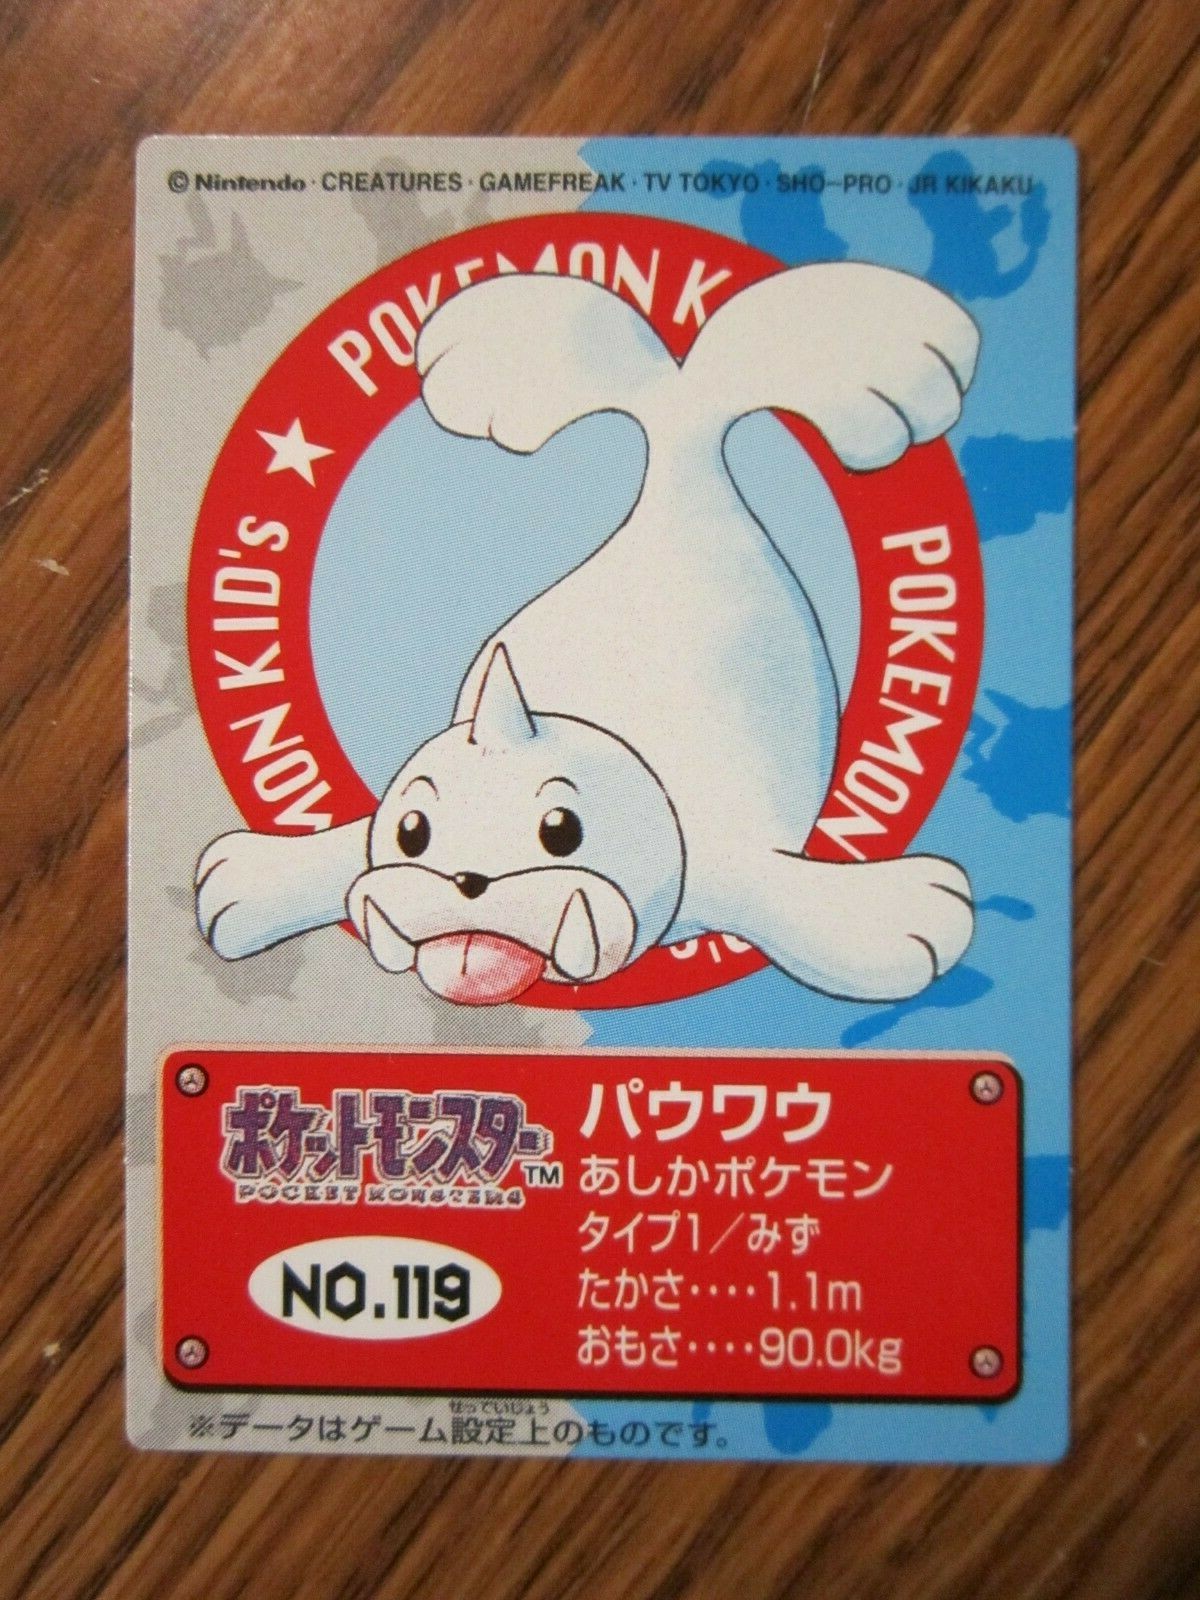 ©Nintendo・CREATURES・GAMEFREAK・TV TOKYO・SHO-PRO・JR KIKAKU
POKEMON K
POKEMON
MON KID's ★
ポケットモンスター™
POCKET MONSTERS
NO.119
パウワウ
あしかポケモン
タイプ1／みず
たかさ‥‥1.1m
おもさ‥‥90.0kg
せっていじょう
※データはゲーム設定上のものです。